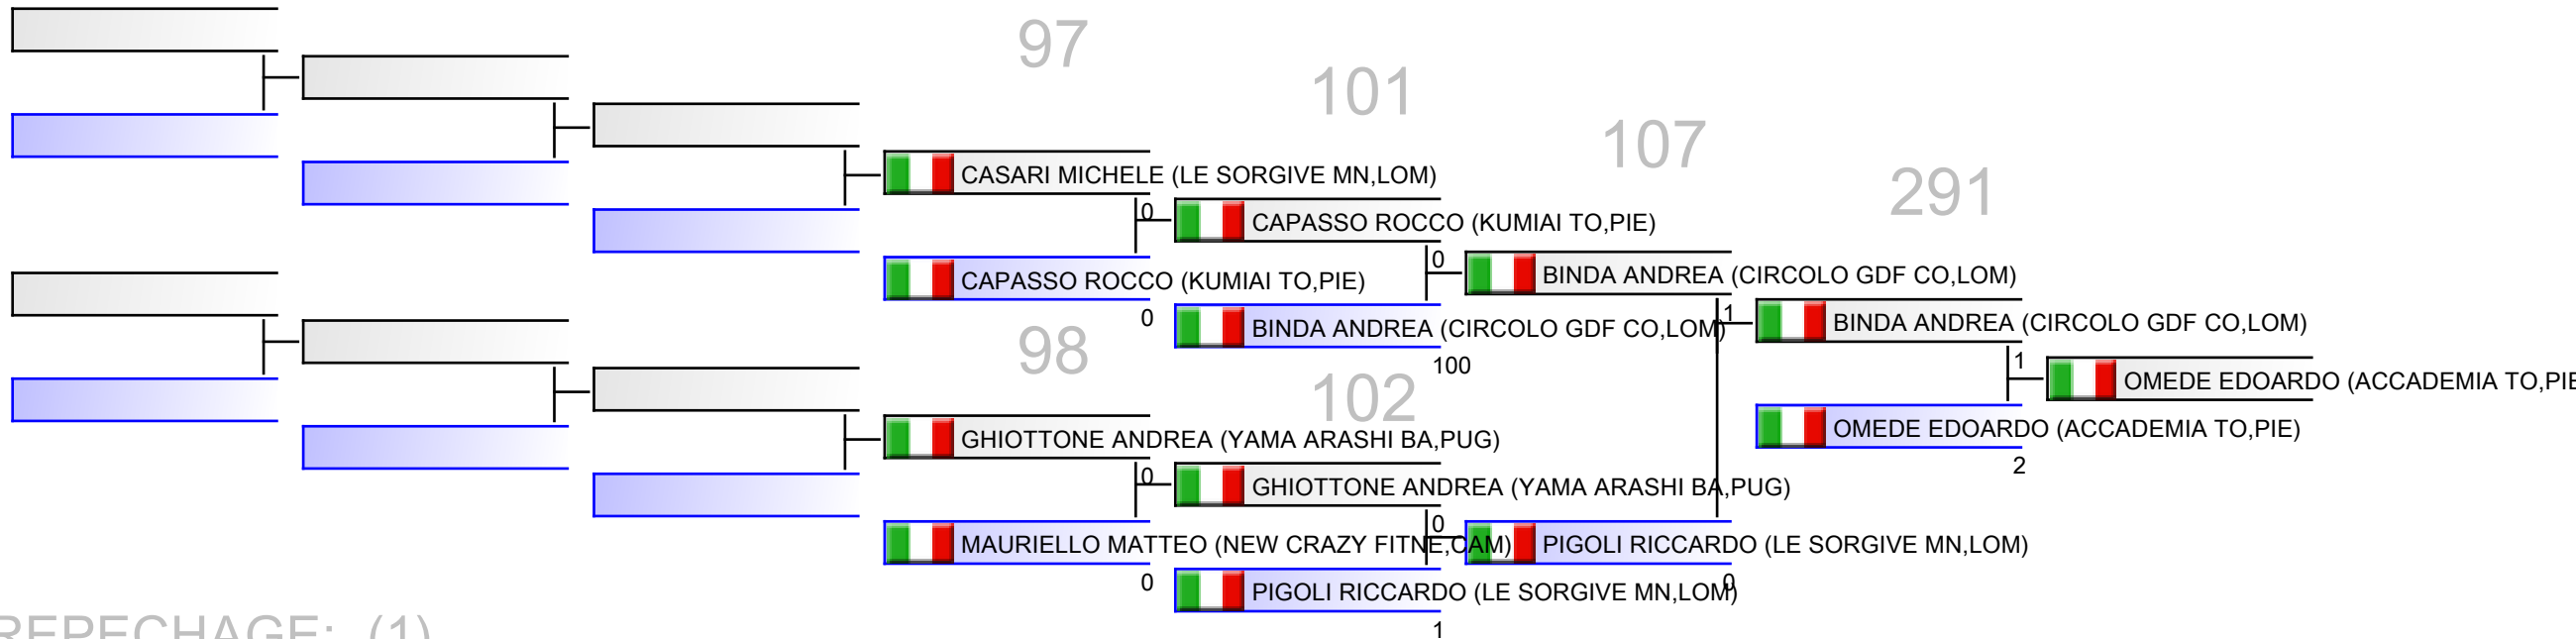 97
101
107
291
CASARI MICHELE (LE SORGIVE MN,LOM)
0
CAPASSO ROCCO (KUMIAI TO,PIE)
0
CAPASSO ROCCO (KUMIAI TO,PIE)
0
BINDA ANDREA (CIRCOLO GDF CO,LOM)
1
BINDA ANDREA (CIRCOLO GDF CO,LOM)
100
BINDA ANDREA (CIRCOLO GDF CO,LOM)
1
OMEDE EDOARDO (ACCADEMIA TO,PIE
OMEDE EDOARDO (ACCADEMIA TO,PIE)
2
98
102
GHIOTTONE ANDREA (YAMA ARASHI BA,PUG)
0
GHIOTTONE ANDREA (YAMA ARASHI BA,PUG)
0
MAURIELLO MATTEO (NEW CRAZY FITNE,CAM)
0
PIGOLI RICCARDO (LE SORGIVE MN,LOM)
0
PIGOLI RICCARDO (LE SORGIVE MN,LOM)
1
REPECHAGE: (1)